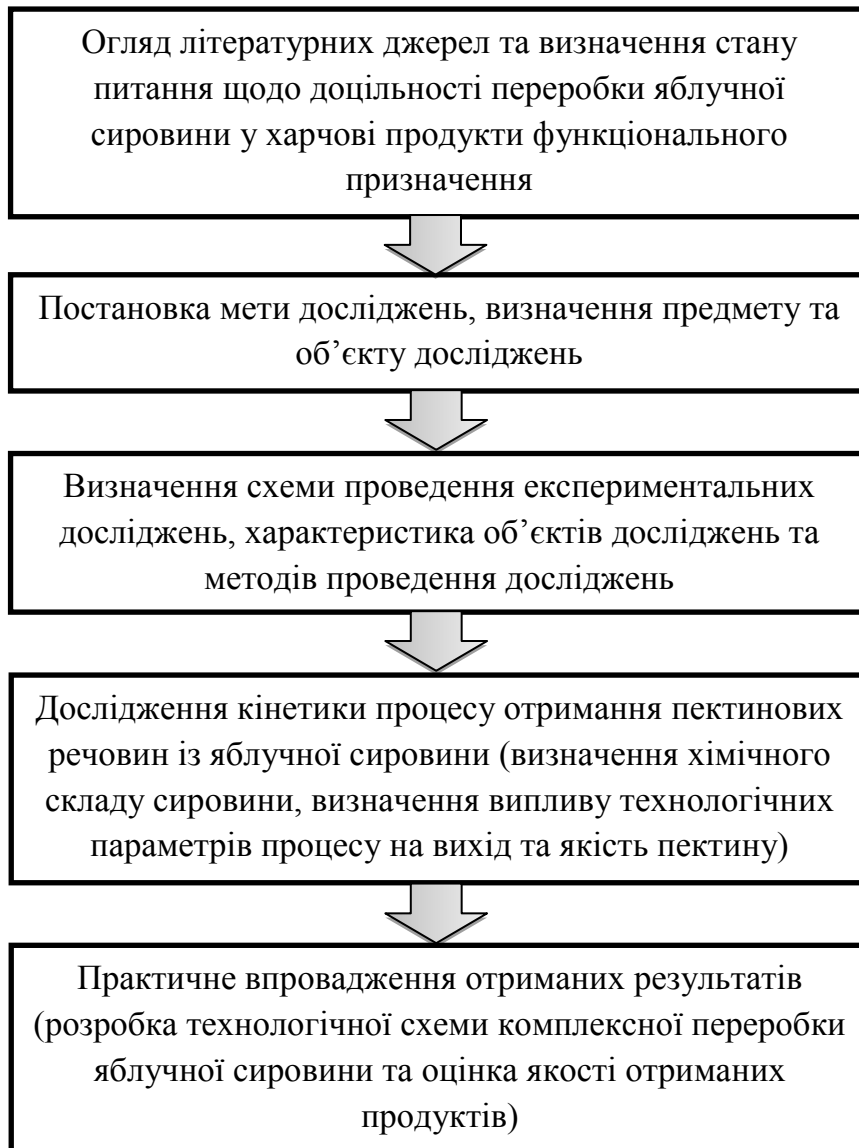 Огляд літературних джерел та визначення стану
питання щодо доцільності переробки яблучної
сировини у харчові продукти функціонального
призначення
Постановка мети досліджень, визначення предмету та
об’єкту досліджень
Визначення схеми проведення експериментальних
досліджень, характеристика об’єктів досліджень та
методів проведення досліджень
Дослідження кінетики процесу отримання пектинових
речовин із яблучної сировини (визначення хімічного
складу сировини, визначення випливу технологічних
параметрів процесу на вихід та якість пектину)
Практичне впровадження отриманих результатів
(розробка технологічної схеми комплексної переробки
яблучної сировини та оцінка якості отриманих
продуктів)